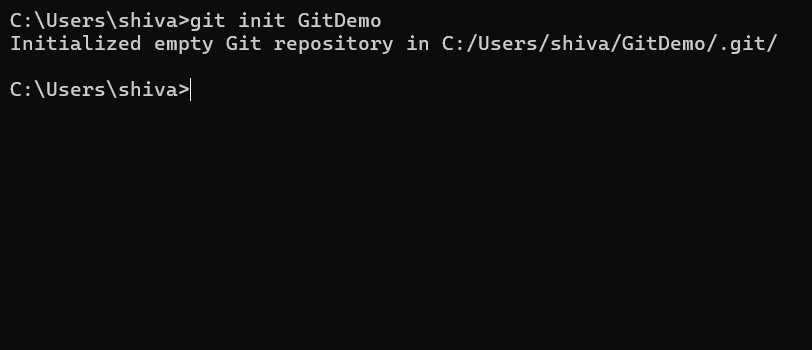 C:\Users\shiva>git init GitDemo
Initialized empty Git repository in C:/Users/shiva/GitDemo/.git/
C:\Users\shiva>